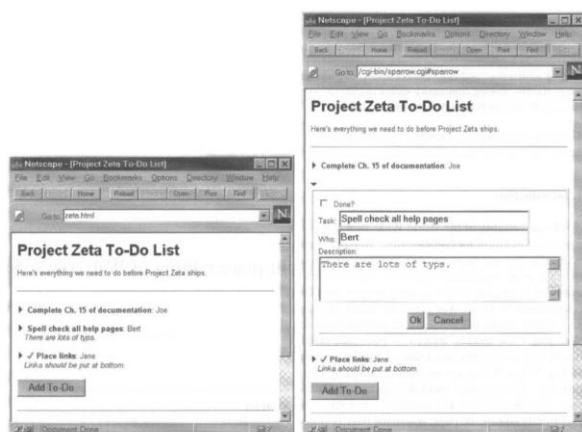 Netscape - [Project Zeta To-Do List]
File Edit View Go Bookmarks Options Directory Window Help
Back Home Reload Open Print Find
Go to: zeta.html
N
Project Zeta To-Do List
Here's everything we need to do before Project Zeta ships.
Complete Ch. 15 of documentation: Joe
Spell check all help pages: Bert
There are lots of typs.
✓ Place links: Jane
Links should be put at bottom.
Add To-Do
Document Done
Netscape - [Project Zeta To-Do List]
File Edit View Go Bookmarks Options Directory Window Help
Back Home Reload Open Print Find
Go to: /cgi-bin/sparrow.cgi#sparrow
N
Project Zeta To-Do List
Here's everything we need to do before Project Zeta ships.
Complete Ch. 15 of documentation: Joe
Done?
Task: Spell check all help pages
Who: Bert
Description:
There are lots of typs.
Ok Cancel
✓ Place links: Jane
Links should be put at bottom.
Add To-Do
Document Done